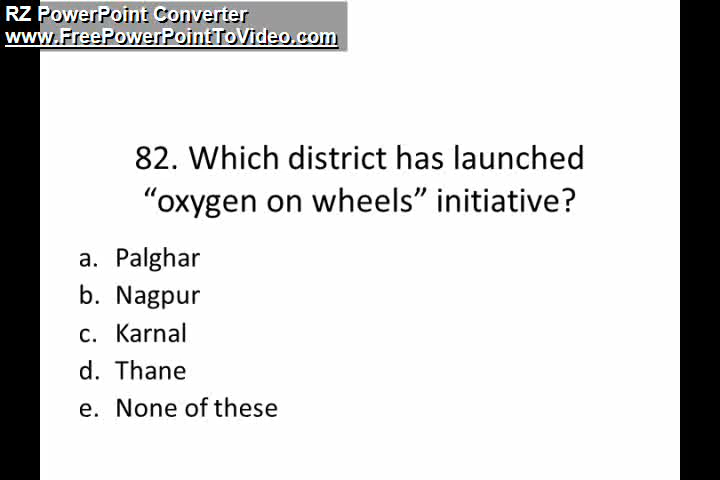 RZ PowerPoint Converter
www.FreePowerPointToVideo.com
82. Which district has launched
“oxygen on wheels” initiative?
a. Palghar
b. Nagpur
c. Karnal
d. Thane
e. None of these